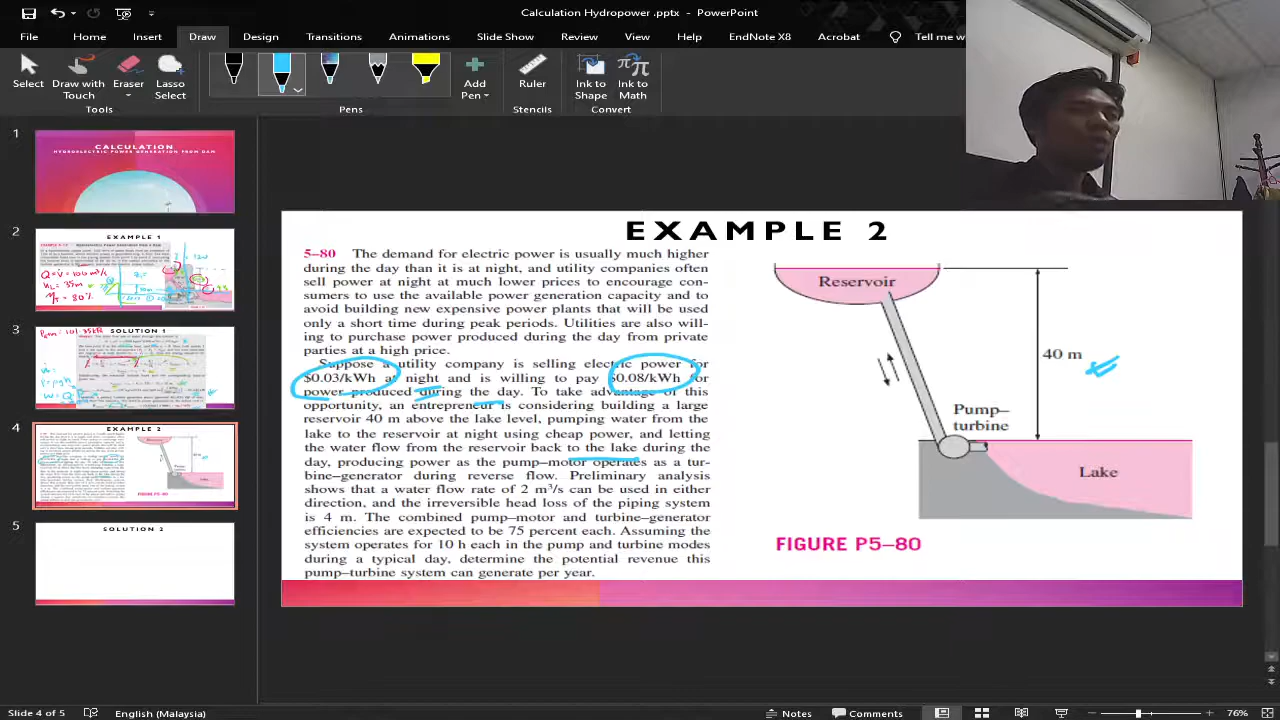 Calculation Hydropower .pptx - PowerPoint
File Home Insert Draw Design Transitions Animations Slide Show Review View Help EndNote X8 Acrobat Tell me w
Select
Draw with Touch
Eraser
Lasso Select
Add Pen
Ruler
Ink to Shape
Ink to Math
Tools
Pens
Stencils
Convert
1
CALCULATION
HYDROELECTRIC POWER GENERATION FROM DAM
2
EXAMPLE 1
3
SOLUTION 1
4
EXAMPLE 2
5
SOLUTION 2
EXAMPLE 2
5–80 The demand for electric power is usually much higher
during the day than it is at night, and utility companies often
sell power at night at much lower prices to encourage con-
sumers to use the available power generation capacity and to
avoid building new expensive power plants that will be used
only a short time during peak periods. Utilities are also will-
ing to purchase power produced during the day from private
parties at a high price.
Suppose a utility company is selling electric power for
$0.03/kWh at night and is willing to pay $0.08/kWh for
power produced during the day. To take advantage of this
opportunity, an entrepreneur is considering building a large
reservoir 40 m above the lake level, pumping water from the
lake to the reservoir at night using cheap power, and letting
the water flow from the reservoir back to the lake during the
day, producing power as the pump–motor operates as a tur-
bine–generator during reverse flow. Preliminary analysis
shows that a water flow rate of 2 m³/s can be used in either
direction, and the irreversible head loss of the piping system
is 4 m. The combined pump–motor and turbine–generator
efficiencies are expected to be 75 percent each. Assuming the
system operates for 10 h each in the pump and turbine modes
during a typical day, determine the potential revenue this
pump–turbine system can generate per year.
Reservoir
40 m
Pump–
turbine
Lake
FIGURE P5–80
Slide 4 of 5 English (Malaysia) Notes Comments 76%